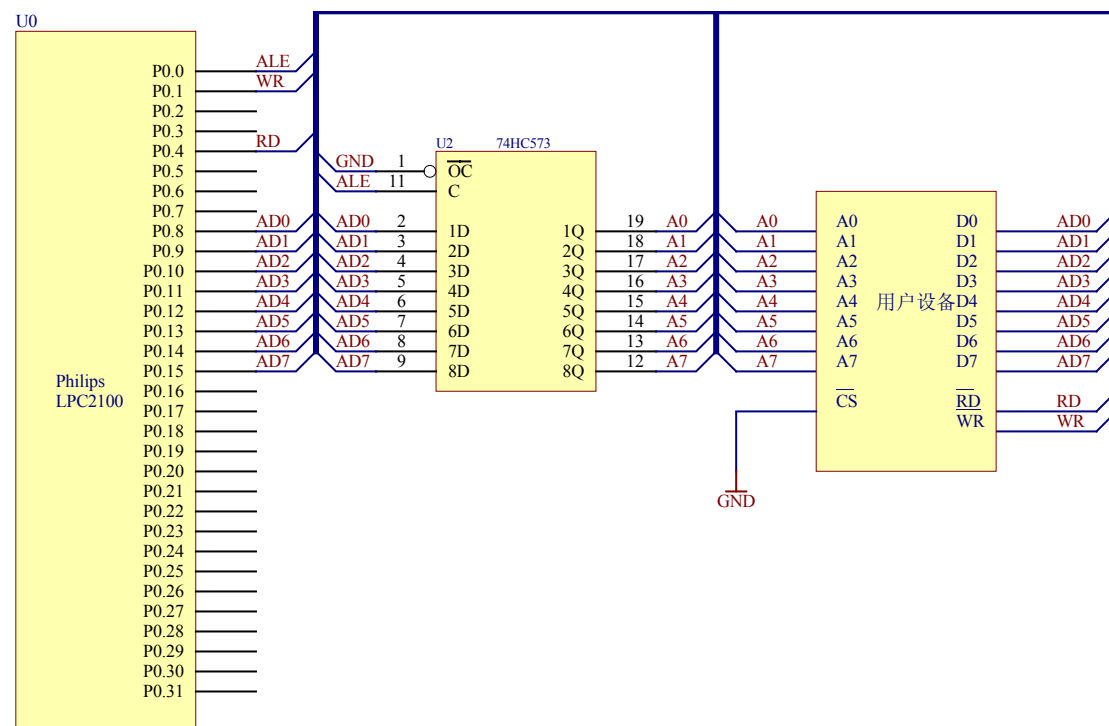 U0
P0.0
P0.1
P0.2
P0.3
P0.4
P0.5
P0.6
P0.7
P0.8
P0.9
P0.10
P0.11
P0.12
P0.13
P0.14
P0.15
P0.16
P0.17
P0.18
P0.19
P0.20
P0.21
P0.22
P0.23
P0.24
P0.25
P0.26
P0.27
P0.28
P0.29
P0.30
P0.31
Philips
LPC2100
ALE
WR
RD
AD0
AD1
AD2
AD3
AD4
AD5
AD6
AD7
GND 1
ALE 11
AD0 2
AD1 3
AD2 4
AD3 5
AD4 6
AD5 7
AD6 8
AD7 9
U2 74HC573
OC
C
1D 1Q
2D 2Q
3D 3Q
4D 4Q
5D 5Q
6D 6Q
7D 7Q
8D 8Q
19 A0
18 A1
17 A2
16 A3
15 A4
14 A5
13 A6
12 A7
A0
A1
A2
A3
A4
A5
A6
A7
GND
A0 D0
A1 D1
A2 D2
A3 D3
用户设备
A4 D4
A5 D5
A6 D6
A7 D7
CS RD
WR
AD0
AD1
AD2
AD3
AD4
AD5
AD6
AD7
RD
WR